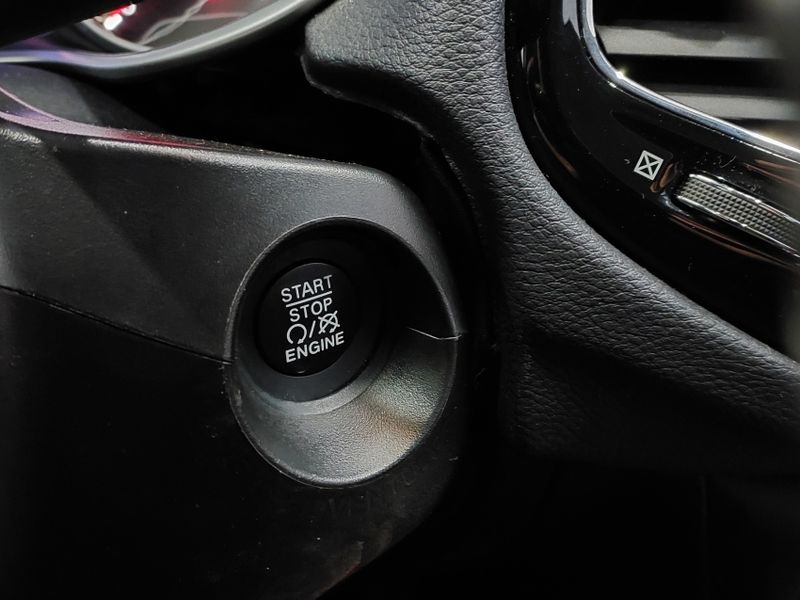 START
STOP
/
ENGINE